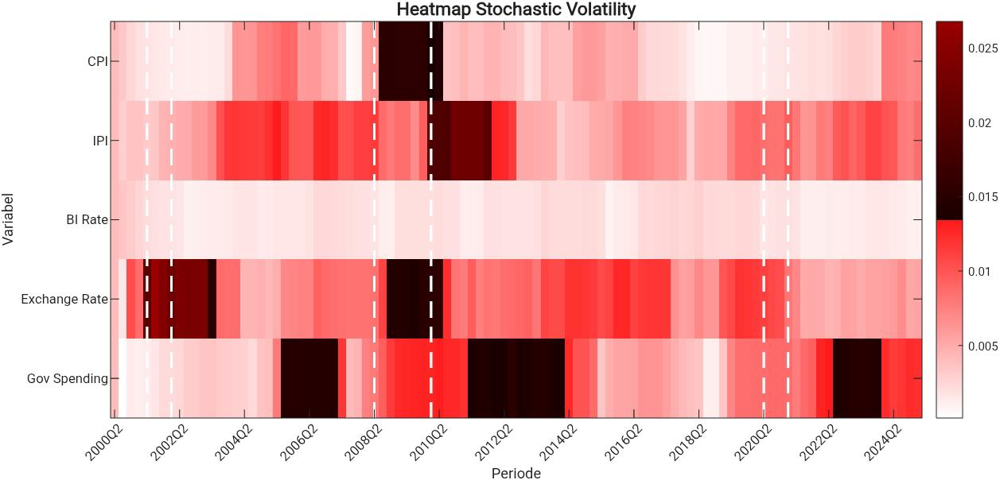 Heatmap Stochastic Volatility
CPI
IPI
BI Rate
Exchange Rate
Gov Spending
Variabel
2000Q2
2002Q2
2004Q2
2006Q2
2008Q2
2010Q2
2012Q2
2014Q2
2016Q2
2018Q2
2020Q2
2022Q2
2024Q2
Periode
0.025
0.02
0.015
0.01
0.005